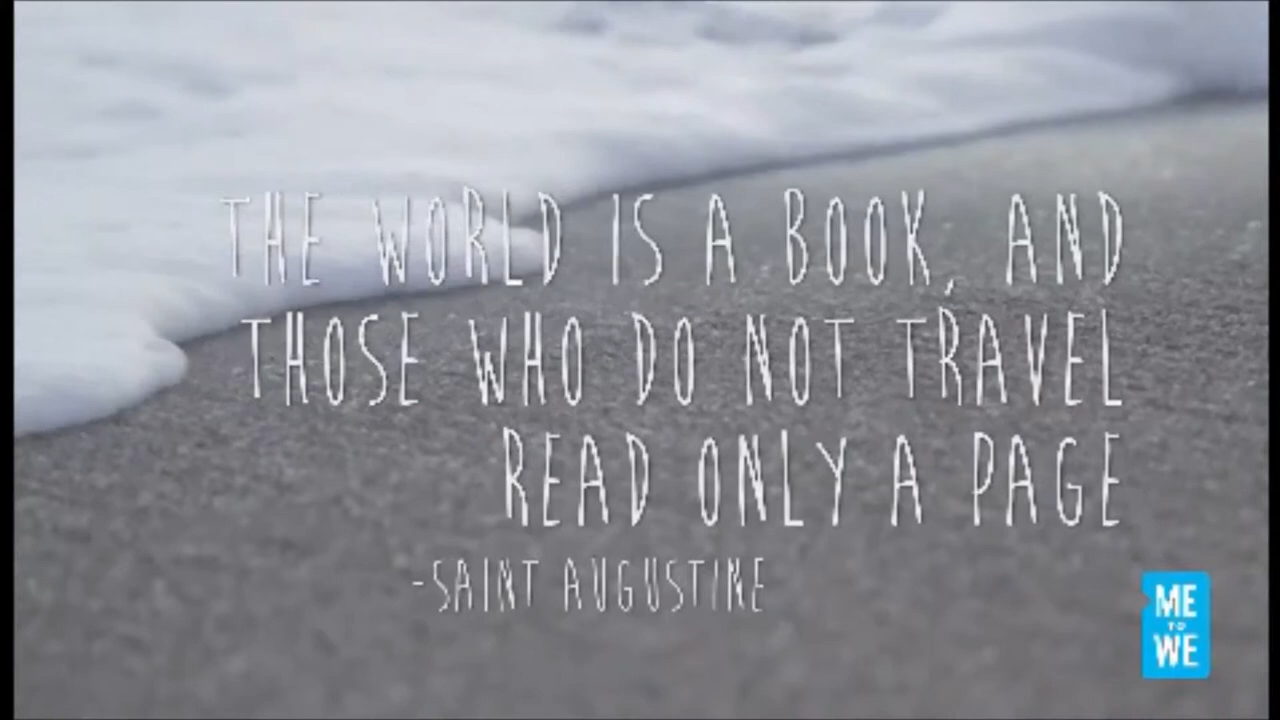 THE WORLD IS A BOOK, AND
THOSE WHO DO NOT TRAVEL
READ ONLY A PAGE
-SAINT AUGUSTINE
ME
TO
WE